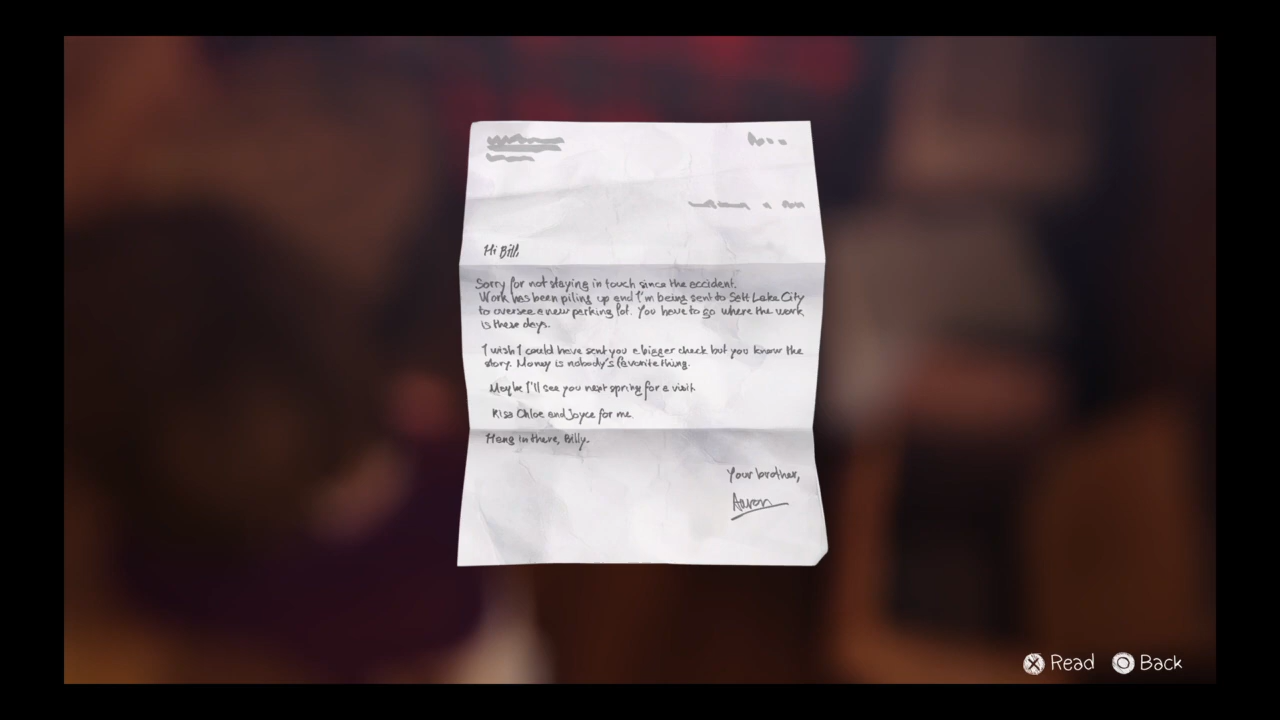 Hi Bill,
Sorry for not staying in touch since the accident.
Work has been piling up and I'm being sent to Salt Lake City
to oversee a new parking lot. You have to go where the work
is these days.
I wish I could have sent you a bigger check but you know the
story. Money is nobody's favorite thing.
Maybe I'll see you next spring for a visit.
Kiss Chloe and Joyce for me.
Hang in there, Billy.
Your brother,
Aaron
Read
Back